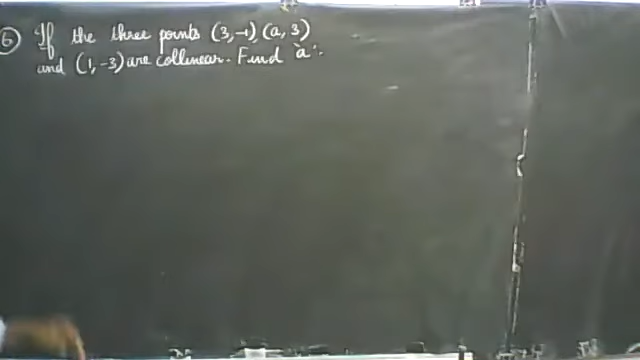 6) If the three points (3,-1) (a, 3)
and (1,-3) are collinear. Find 'a'.